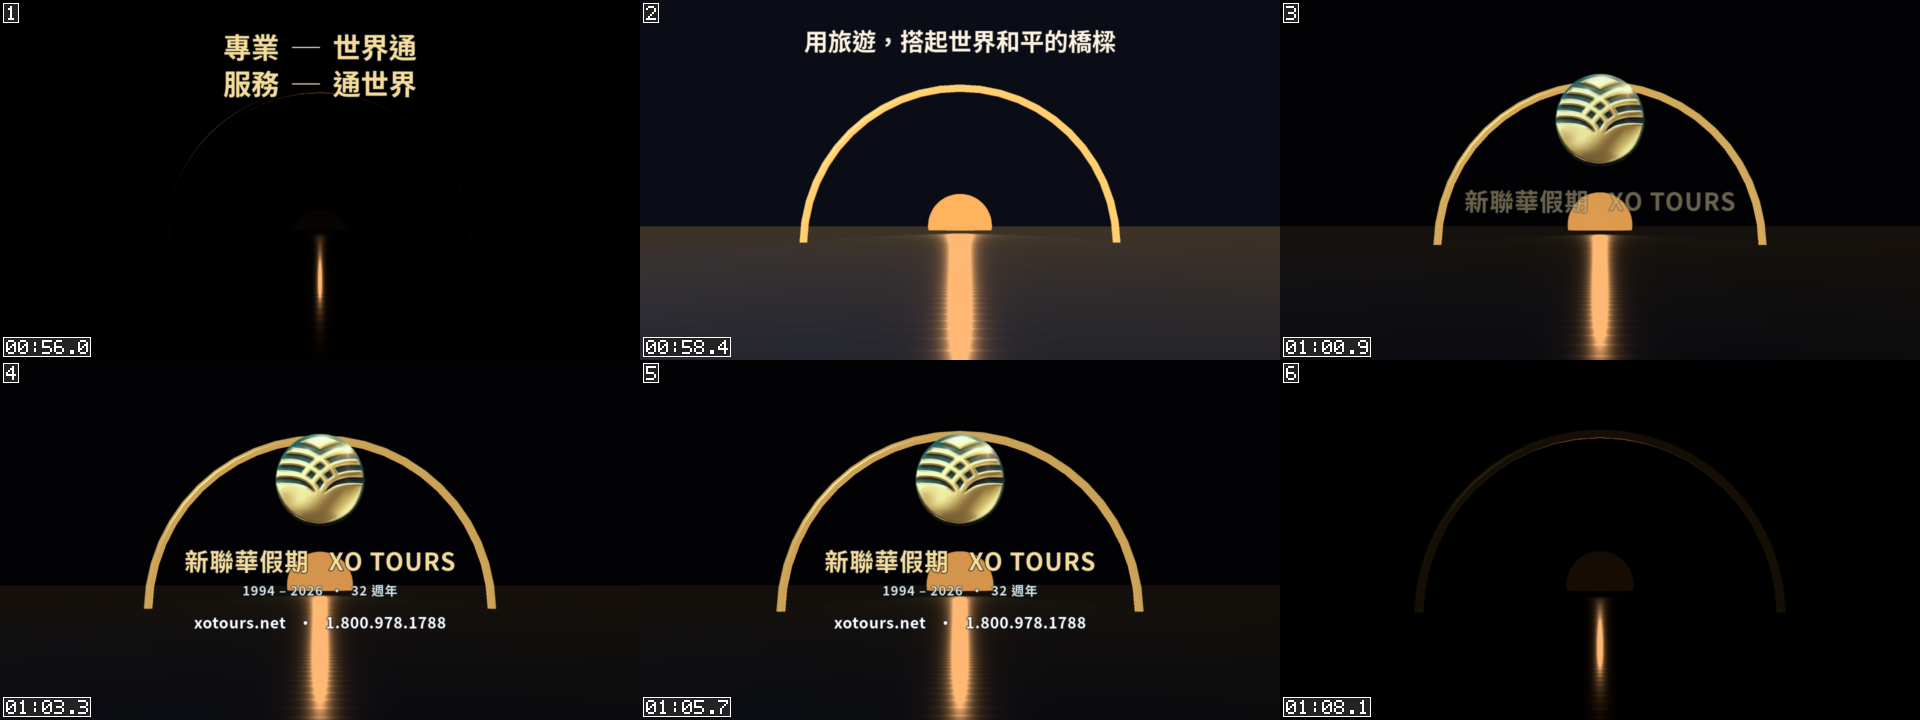 1
專業 — 世界通
服務 — 通世界
00:56.0
2
用旅遊，搭起世界和平的橋樑
00:58.4
3
新聯華假期 XO TOURS
01:00.9
4
新聯華假期 XO TOURS
1994 – 2026 · 32 週年
xotours.net • 1.800.978.1788
01:03.3
5
新聯華假期 XO TOURS
1994 – 2026 · 32 週年
xotours.net • 1.800.978.1788
01:05.7
6
01:08.1